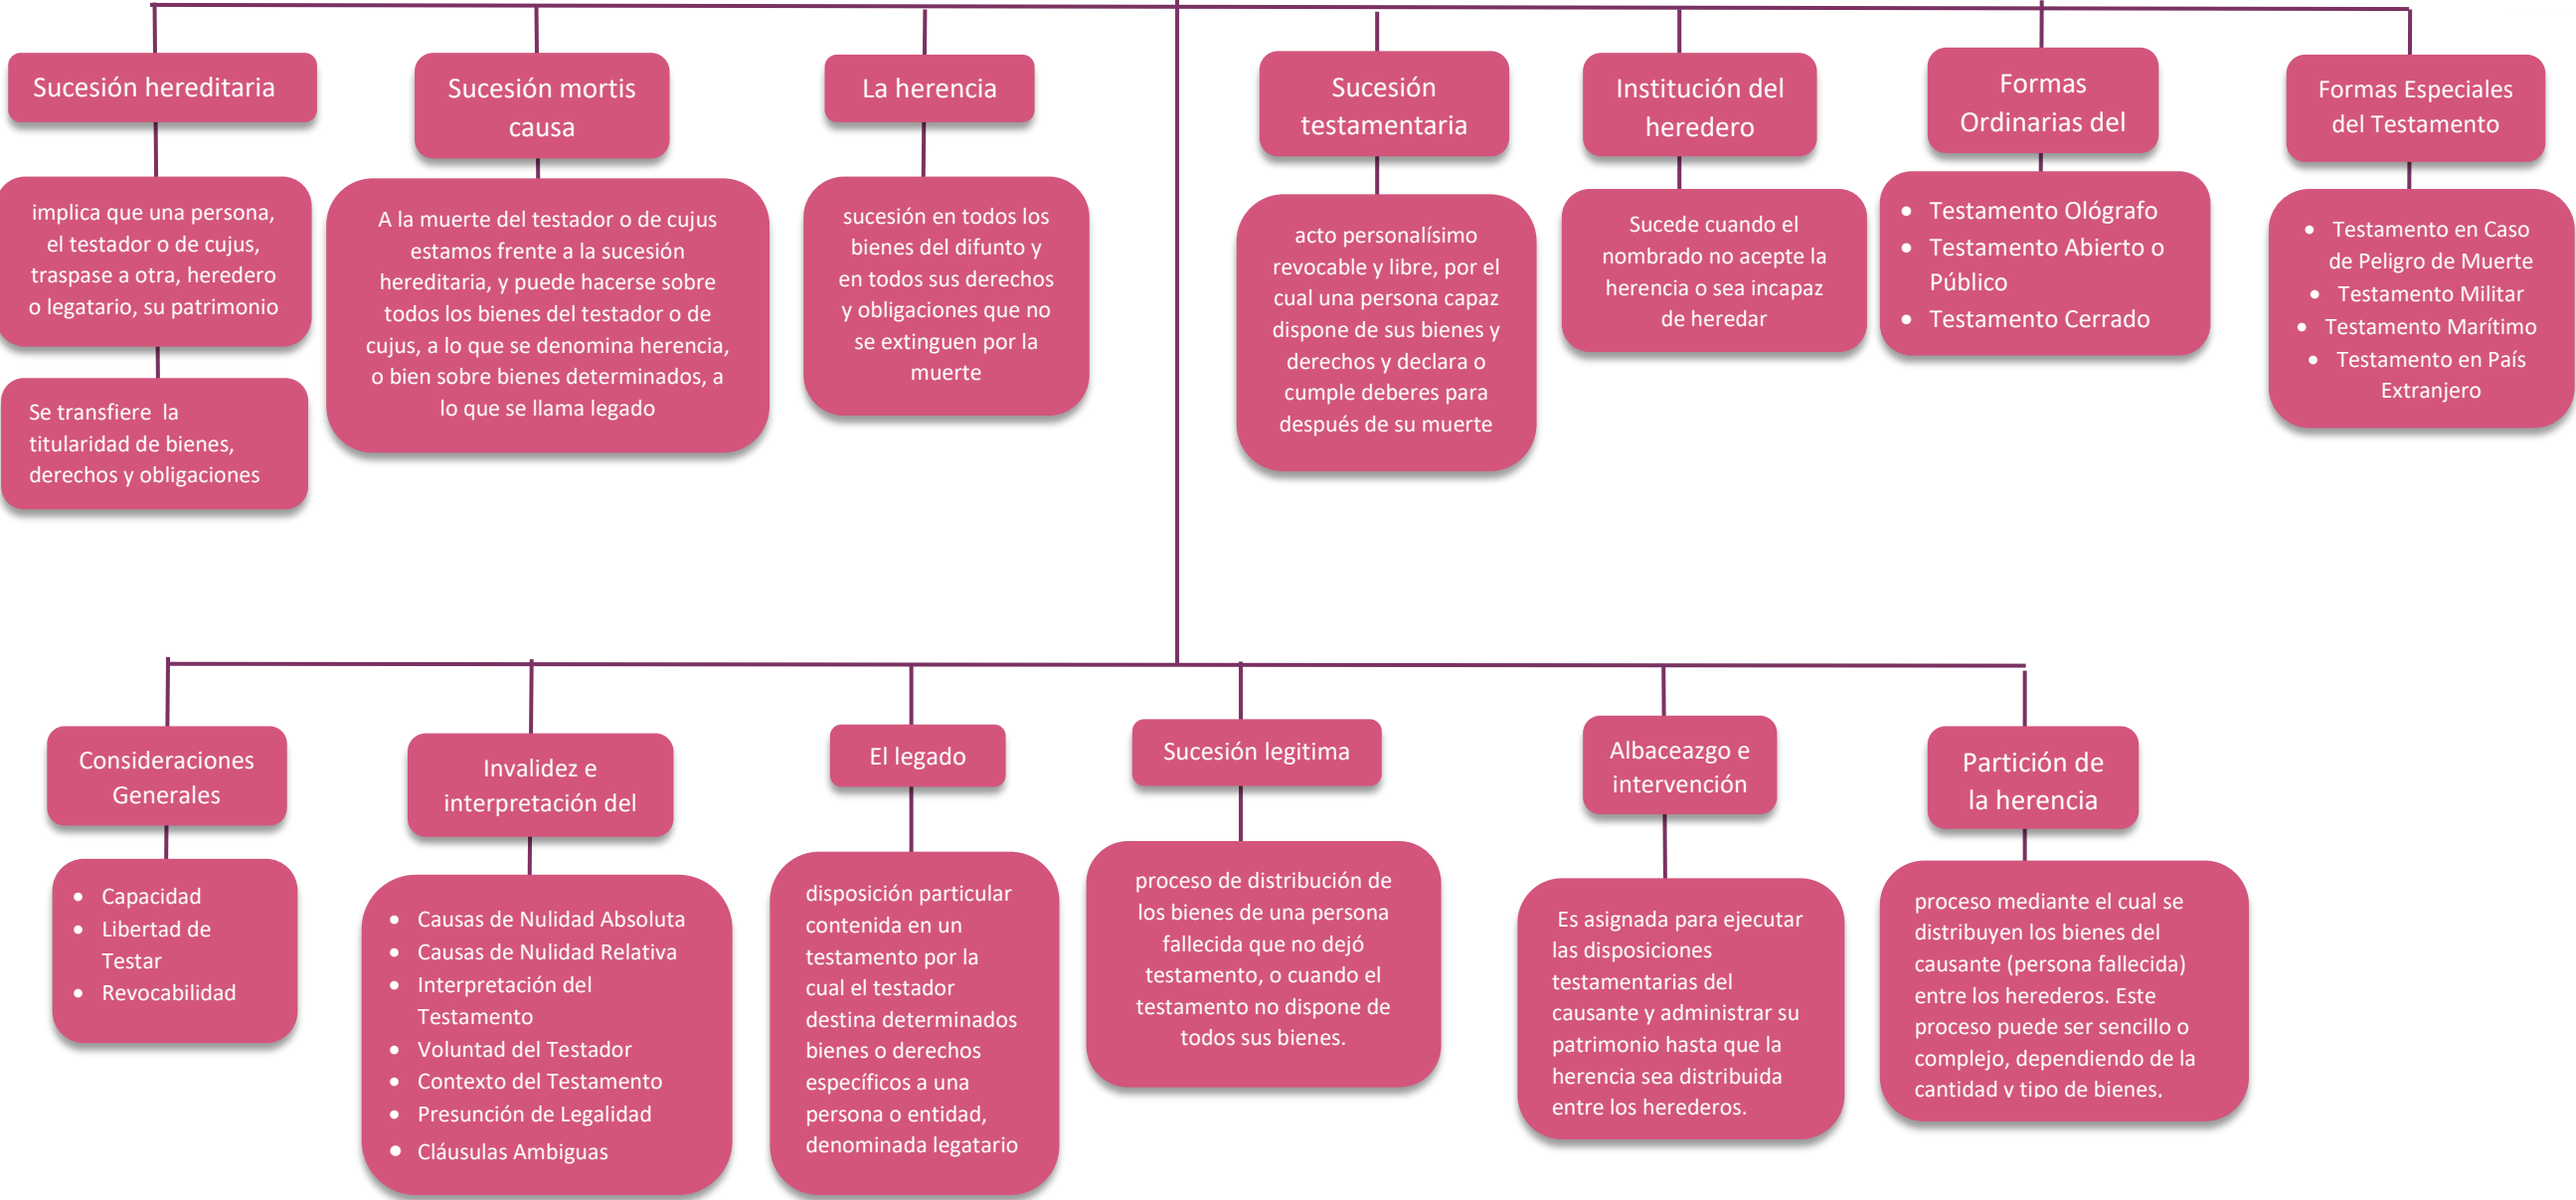 Sucesión hereditaria
implica que una persona,
el testador o de cujus,
traspase a otra, heredero
o legatario, su patrimonio
Se transfiere la
titularidad de bienes,
derechos y obligaciones
Sucesión mortis
causa
A la muerte del testador o de cujus
estamos frente a la sucesión
hereditaria, y puede hacerse sobre
todos los bienes del testador o de
cujus, a lo que se denomina herencia,
o bien sobre bienes determinados, a
lo que se llama legado
La herencia
sucesión en todos los
bienes del difunto y
en todos sus derechos
y obligaciones que no
se extinguen por la
muerte
Sucesión
testamentaria
acto personalísimo
revocable y libre, por el
cual una persona capaz
dispone de sus bienes y
derechos y declara o
cumple deberes para
después de su muerte
Institución del
heredero
Sucede cuando el
nombrado no acepte la
herencia o sea incapaz
de heredar
Formas
Ordinarias del
• Testamento Ológrafo
• Testamento Abierto o
Público
• Testamento Cerrado
Formas Especiales
del Testamento
• Testamento en Caso
de Peligro de Muerte
• Testamento Militar
• Testamento Marítimo
• Testamento en País
Extranjero
Consideraciones
Generales
• Capacidad
• Libertad de
Testar
• Revocabilidad
Invalidez e
interpretación del
• Causas de Nulidad Absoluta
• Causas de Nulidad Relativa
• Interpretación del
Testamento
• Voluntad del Testador
• Contexto del Testamento
• Presunción de Legalidad
• Cláusulas Ambiguas
El legado
disposición particular
contenida en un
testamento por la
cual el testador
destina determinados
bienes o derechos
específicos a una
persona o entidad,
denominada legatario
Sucesión legitima
proceso de distribución de
los bienes de una persona
fallecida que no dejó
testamento, o cuando el
testamento no dispone de
todos sus bienes.
Albaceazgo e
intervención
Es asignada para ejecutar
las disposiciones
testamentarias del
causante y administrar su
patrimonio hasta que la
herencia sea distribuida
entre los herederos.
Partición de
la herencia
proceso mediante el cual se
distribuyen los bienes del
causante (persona fallecida)
entre los herederos. Este
proceso puede ser sencillo o
complejo, dependiendo de la
cantidad y tipo de bienes,